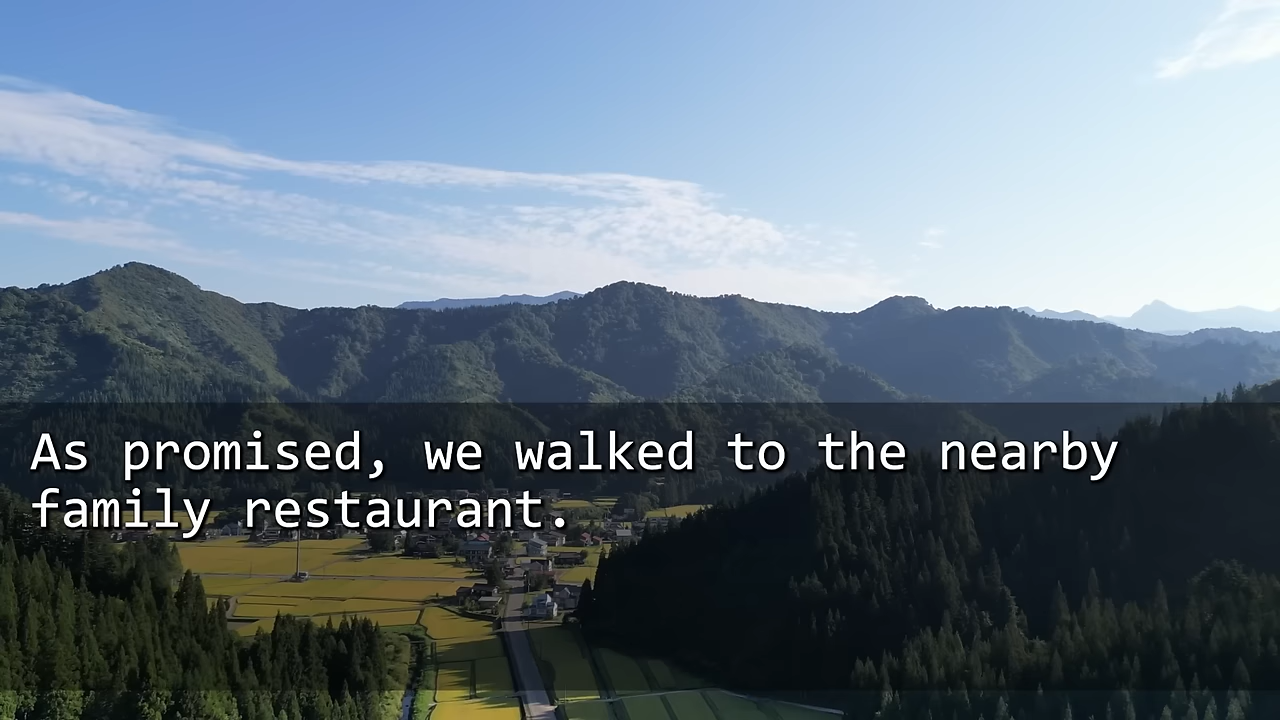 As promised, we walked to the nearby
family restaurant.